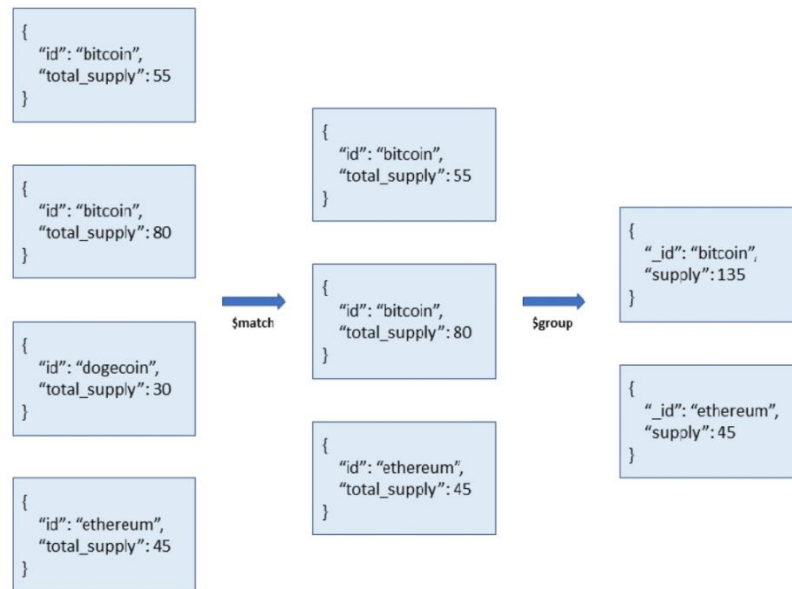 {
"id": "bitcoin",
"total_supply": 55
}
{
"id": "bitcoin",
"total_supply": 80
}
{
"id": "dogecoin",
"total_supply": 30
}
{
"id": "ethereum",
"total_supply": 45
}
$match
{
"id": "bitcoin",
"total_supply": 55
}
{
"id": "bitcoin",
"total_supply": 80
}
{
"id": "ethereum",
"total_supply": 45
}
$group
{
"_id": "bitcoin",
"supply": 135
}
{
"_id": "ethereum",
"supply": 45
}